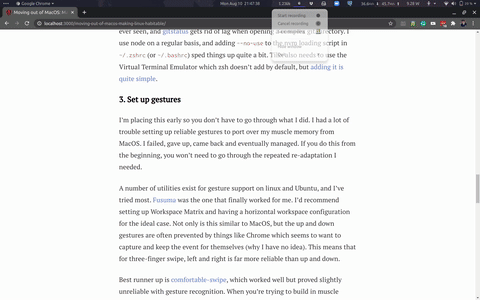 Mon Aug 10 21:47:38
Moving-out of MacOS: M
localhost:3000/moving-out-of-macos-making-linux-habitable/
Start recording
Cancel recording
ever seen, and gitstatus gets rid of lag when opening a directory. I
use node on a regular basis, and adding --no-use to the nvm loading script in
~/.zshrc (or ~/.bashrc) sped things up quite a bit. also needs to use the
Virtual Terminal Emulator which zsh doesn't add by default, but adding it is
quite simple.
3. Set up gestures
I'm placing this early so you don't have to go through what I did. I had a lot of
trouble setting up reliable gestures to port over my muscle memory from
MacOS. I failed, gave up, came back and eventually managed. If you do this from
the beginning, you won't need to go through the repeated re-adaptation I
needed.
A number of utilities exist for gesture support on linux and Ubuntu, and I've
tried most. Fusuma was the one that finally worked for me. I'd recommend
setting up Workspace Matrix and having a horizontal workspace configuration
for the ideal case. Not only is this similar to MacOS, but the up and down
gestures are often prevented by things like Chrome which seems to want to
capture and keep the event for themselves (why I have no idea). This means that
for three-finger swipe, left and right is far more reliable than up and down.
Best runner up is comfortable-swipe, which worked well but proved slightly
unreliable with gesture recognition. When you're trying to build in muscle